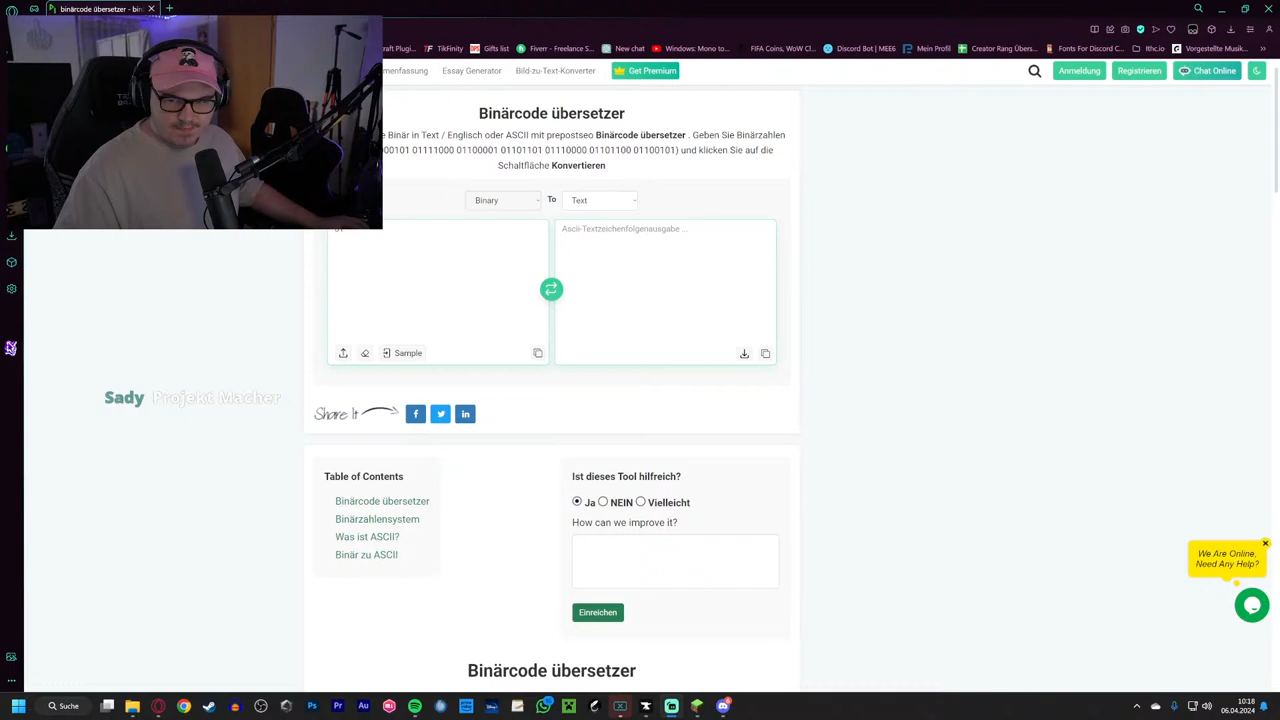 binärcode übersetzer - bin
raft Plugi...
TikFinity
Gifts list
Fiverr - Freelance S...
New chat
Windows: Mono to...
FIFA Coins, WoW Cl...
Discord Bot | MEE6
Mein Profil
Creator Rang Übers...
Fonts For Discord C...
Ithc.io
Vorgestellte Musik...
menfassung
Essay Generator
Bild-zu-Text-Konverter
Get Premium
Anmeldung
Registrieren
Chat Online
Binärcode übersetzer
e Binär in Text / Englisch oder ASCII mit prepostseo Binärcode übersetzer . Geben Sie Binärzahlen
000101 01111000 01100001 01101101 01110000 01101100 01100101) und klicken Sie auf die
Schaltfläche Konvertieren
Binary
To
Text
Ascii-Textzeichenfolgenausgabe ...
Sample
Sady Projekt Macher
Share It
Table of Contents
Binärcode übersetzer
Binärzahlensystem
Was ist ASCII?
Binär zu ASCII
Ist dieses Tool hilfreich?
Ja NEIN Vielleicht
How can we improve it?
Einreichen
We Are Online,
Need Any Help?
Binärcode übersetzer
Suche
10:18
06.04.2024